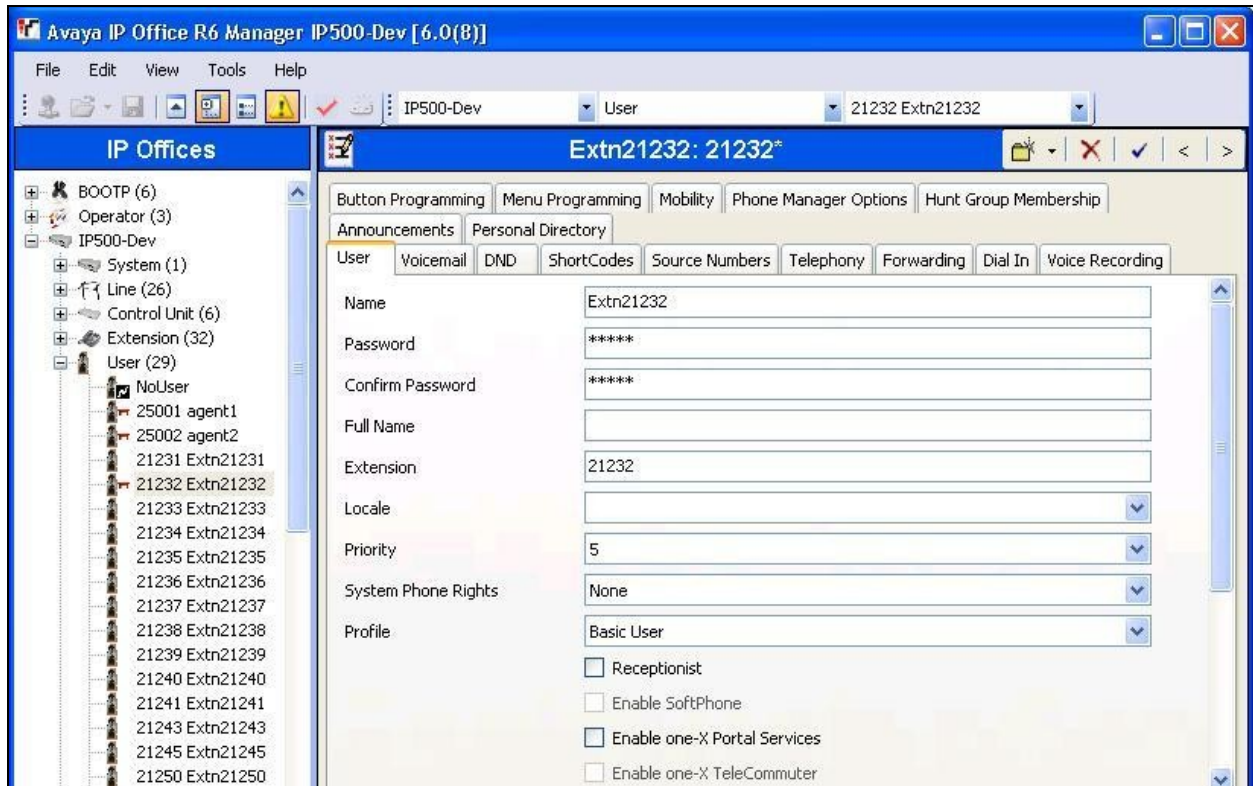 Avaya IP Office R6 Manager IP500-Dev [6.0(8)]
File Edit View Tools Help
IP500-Dev User 21232 Extn21232
IP Offices
BOOTP (6)
Operator (3)
IP500-Dev
System (1)
Line (26)
Control Unit (6)
Extension (32)
User (29)
NoUser
25001 agent1
25002 agent2
21231 Extn21231
21232 Extn21232
21233 Extn21233
21234 Extn21234
21235 Extn21235
21236 Extn21236
21237 Extn21237
21238 Extn21238
21239 Extn21239
21240 Extn21240
21241 Extn21241
21243 Extn21243
21245 Extn21245
21250 Extn21250
Extn21232: 21232*
Button Programming Menu Programming Mobility Phone Manager Options Hunt Group Membership
Announcements Personal Directory
User Voicemail DND ShortCodes Source Numbers Telephony Forwarding Dial In Voice Recording
Name Extn21232
Password *****
Confirm Password *****
Full Name
Extension 21232
Locale
Priority 5
System Phone Rights None
Profile Basic User
Receptionist
Enable SoftPhone
Enable one-X Portal Services
Enable one-X TeleCommuter